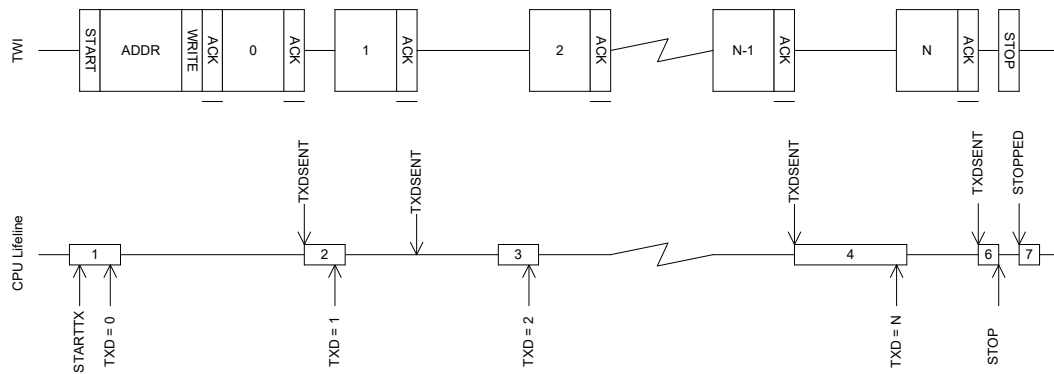 TWI
START
ADDR
WRITE
ACK
0
ACK
1
ACK
2
ACK
N-1
ACK
N
ACK
STOP
CPU Lifeline
TXDSENT
TXDSENT
TXDSENT
TXDSENT
STOPPED
1
2
3
4
6
7
STARTTX
TXD = 0
TXD = 1
TXD = 2
TXD = N
STOP